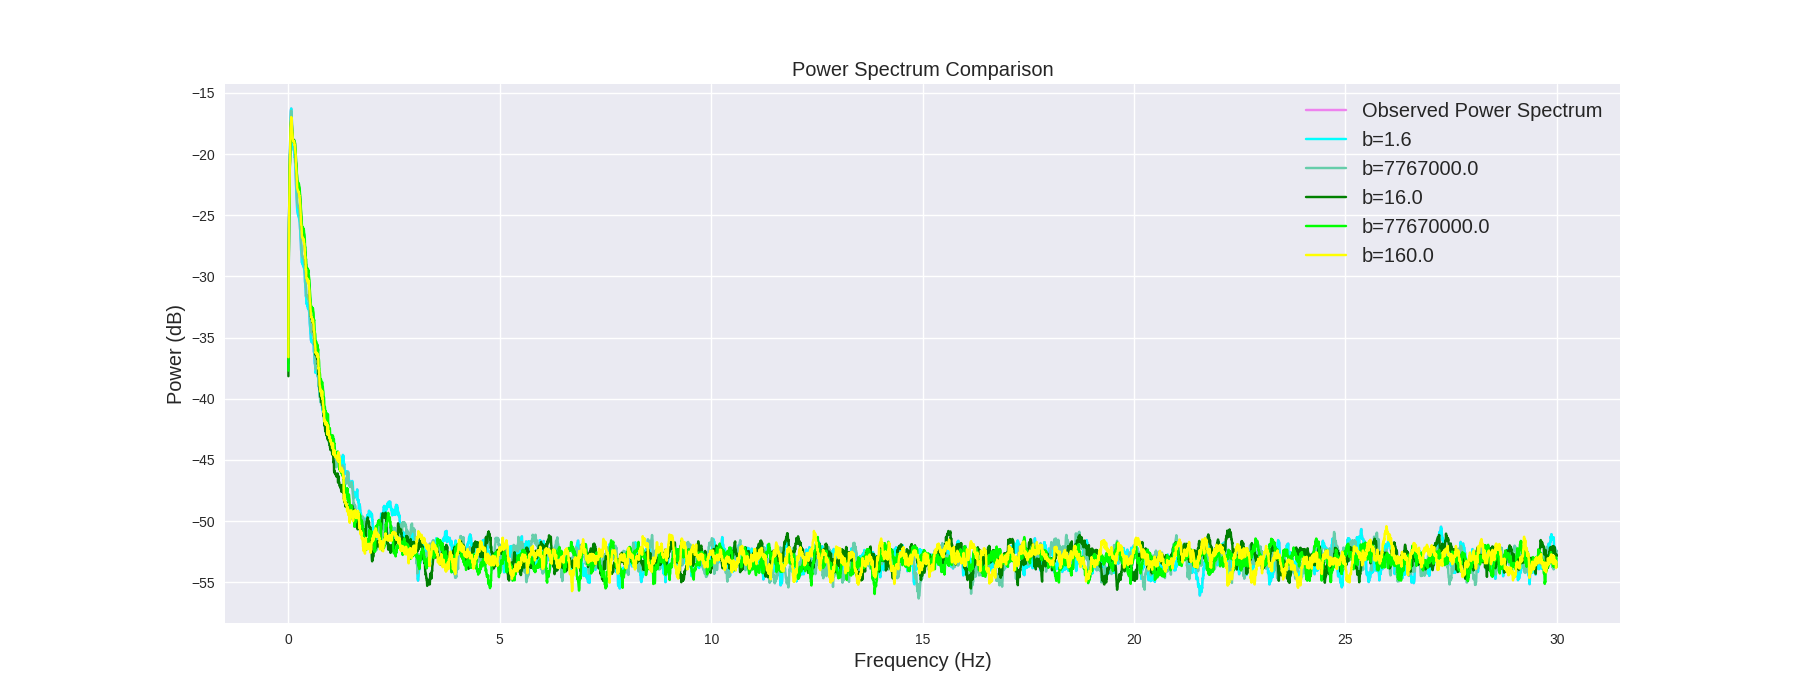 Power Spectrum Comparison
Observed Power Spectrum
b=1.6
b=7767000.0
b=16.0
b=77670000.0
b=160.0
Power (dB)
−15
−20
−25
−30
−35
−40
−45
−50
−55
0 5 10 15 20 25 30
Frequency (Hz)